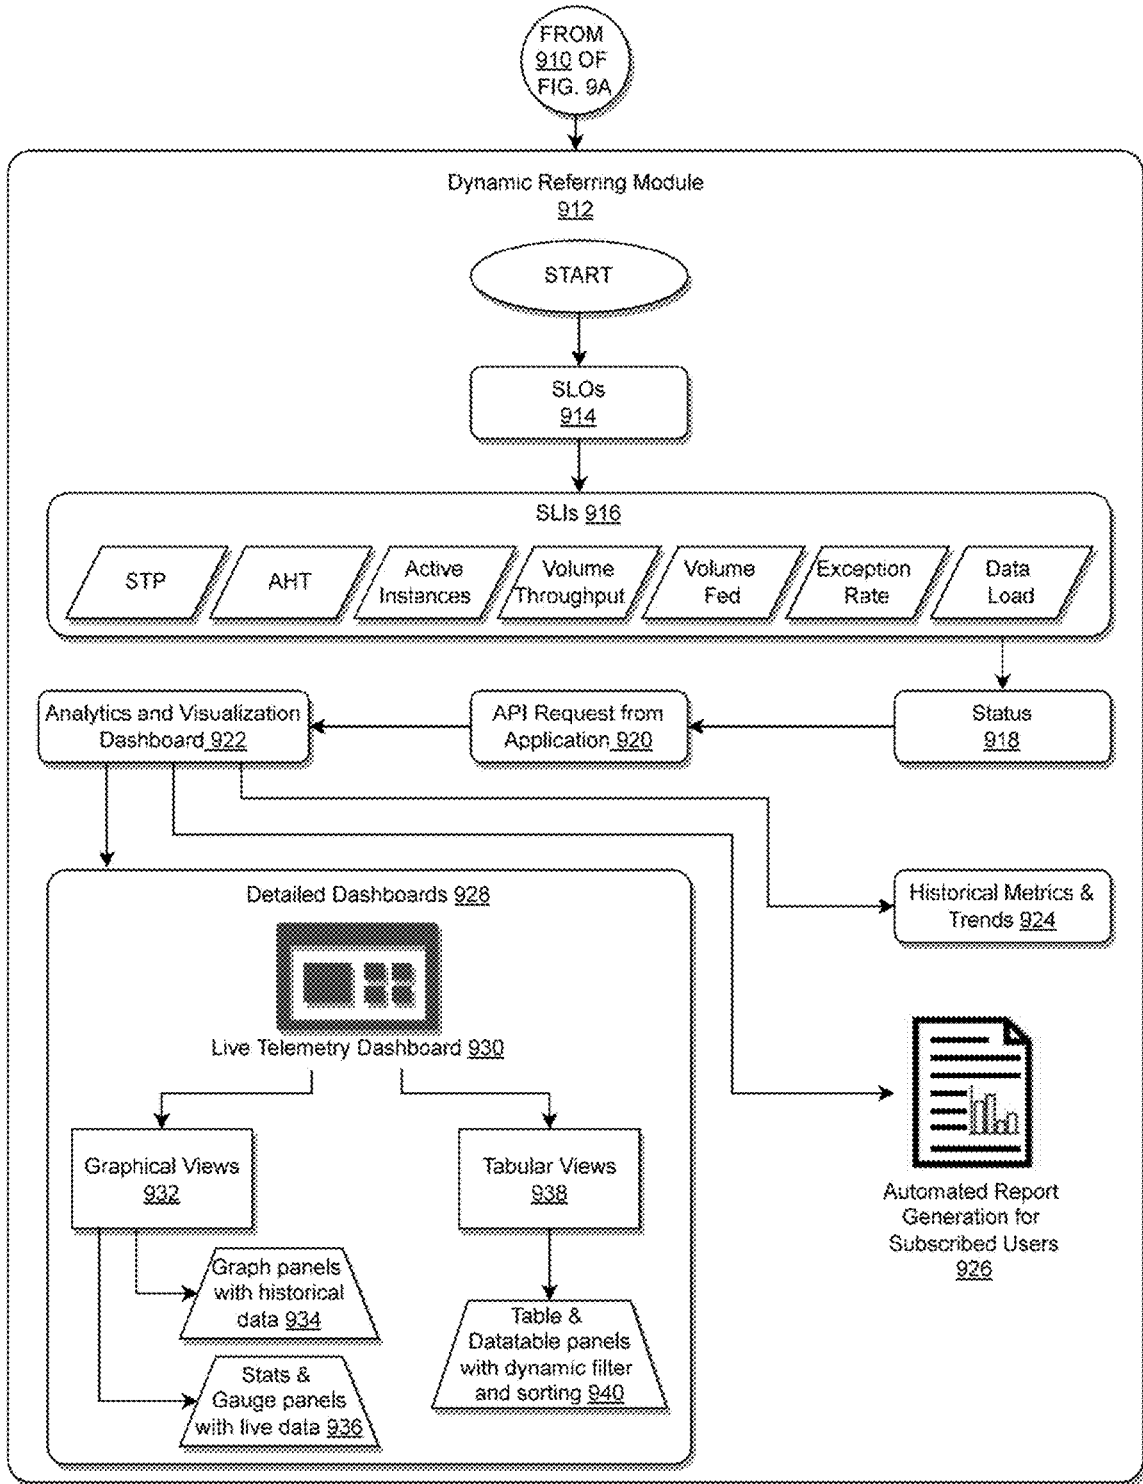 FROM
910 OF
FIG. 9A
Dynamic Referring Module
912
START
SLOs
914
SLIs 916
STP
AHT
Active
Instances
Volume
Throughput
Volume
Fed
Exception
Rate
Data
Load
Analytics and Visualization
Dashboard 922
API Request from
Application 920
Status
918
Detailed Dashboards 928
Historical Metrics &
Trends 924
Live Telemetry Dashboard 930
Graphical Views
932
Tabular Views
938
Automated Report
Generation for
Subscribed Users
926
Graph panels
with historical
data 934
Table &
Datatable panels
with dynamic filter
and sorting 940
Stats &
Gauge panels
with live data 936